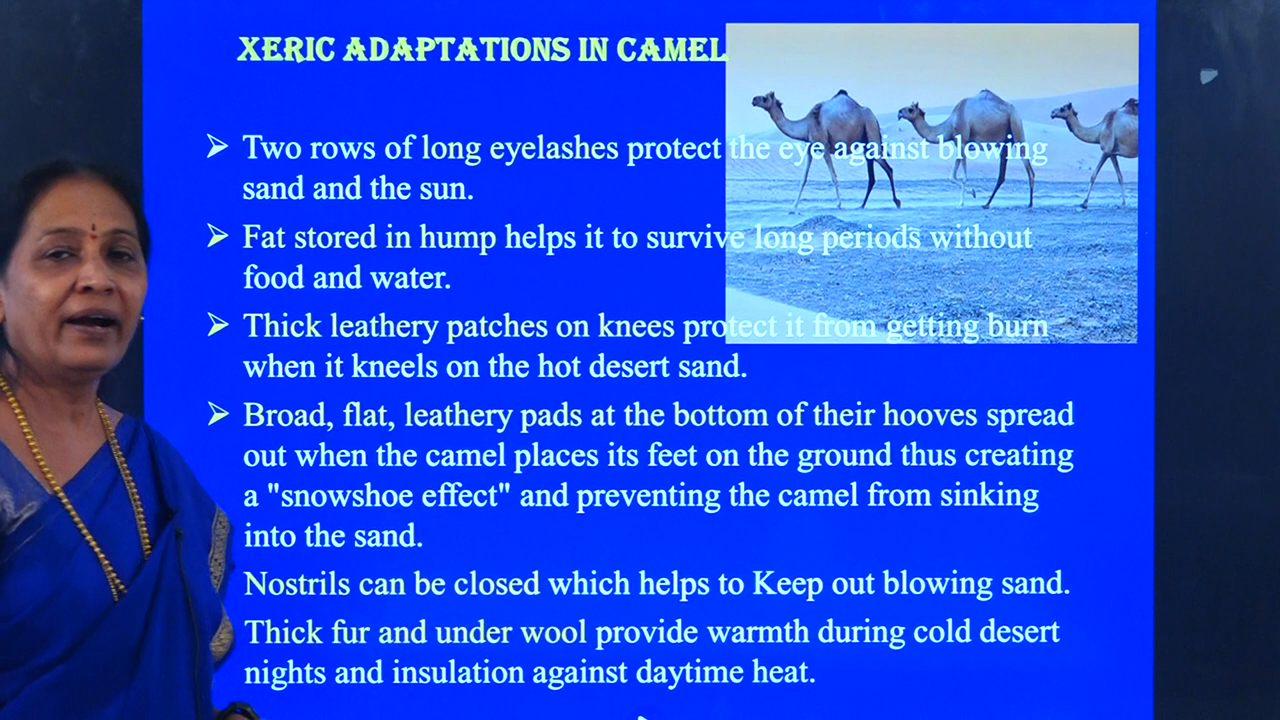 XERIC ADAPTATIONS IN CAMEL
Two rows of long eyelashes protect the eye against blowing
sand and the sun.
Fat stored in hump helps it to survive long periods without
food and water.
Thick leathery patches on knees protect it from getting burn
when it kneels on the hot desert sand.
Broad, flat, leathery pads at the bottom of their hooves spread
out when the camel places its feet on the ground thus creating
a "snowshoe effect" and preventing the camel from sinking
into the sand.
Nostrils can be closed which helps to Keep out blowing sand.
Thick fur and under wool provide warmth during cold desert
nights and insulation against daytime heat.